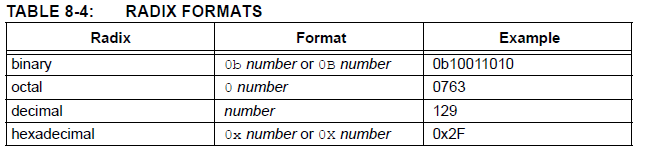 TABLE 8-4: RADIX FORMATS
Radix Format Example
binary 0b number or 0B number 0b10011010
octal 0 number 0763
decimal number 129
hexadecimal 0x number or 0X number 0x2F